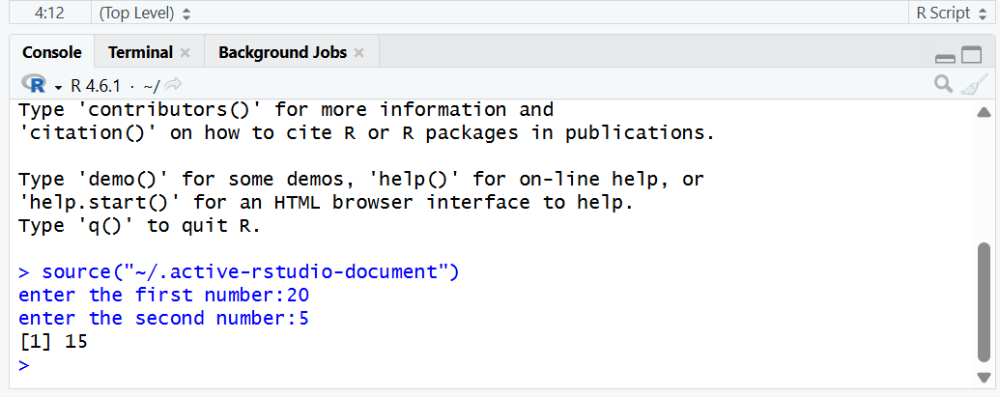 4:12 (Top Level) R Script
Console Terminal Background Jobs
R R 4.6.1 · ~/
Type 'contributors()' for more information and
'citation()' on how to cite R or R packages in publications.
Type 'demo()' for some demos, 'help()' for on-line help, or
'help.start()' for an HTML browser interface to help.
Type 'q()' to quit R.
> source("~/.active-rstudio-document")
enter the first number:20
enter the second number:5
[1] 15
>